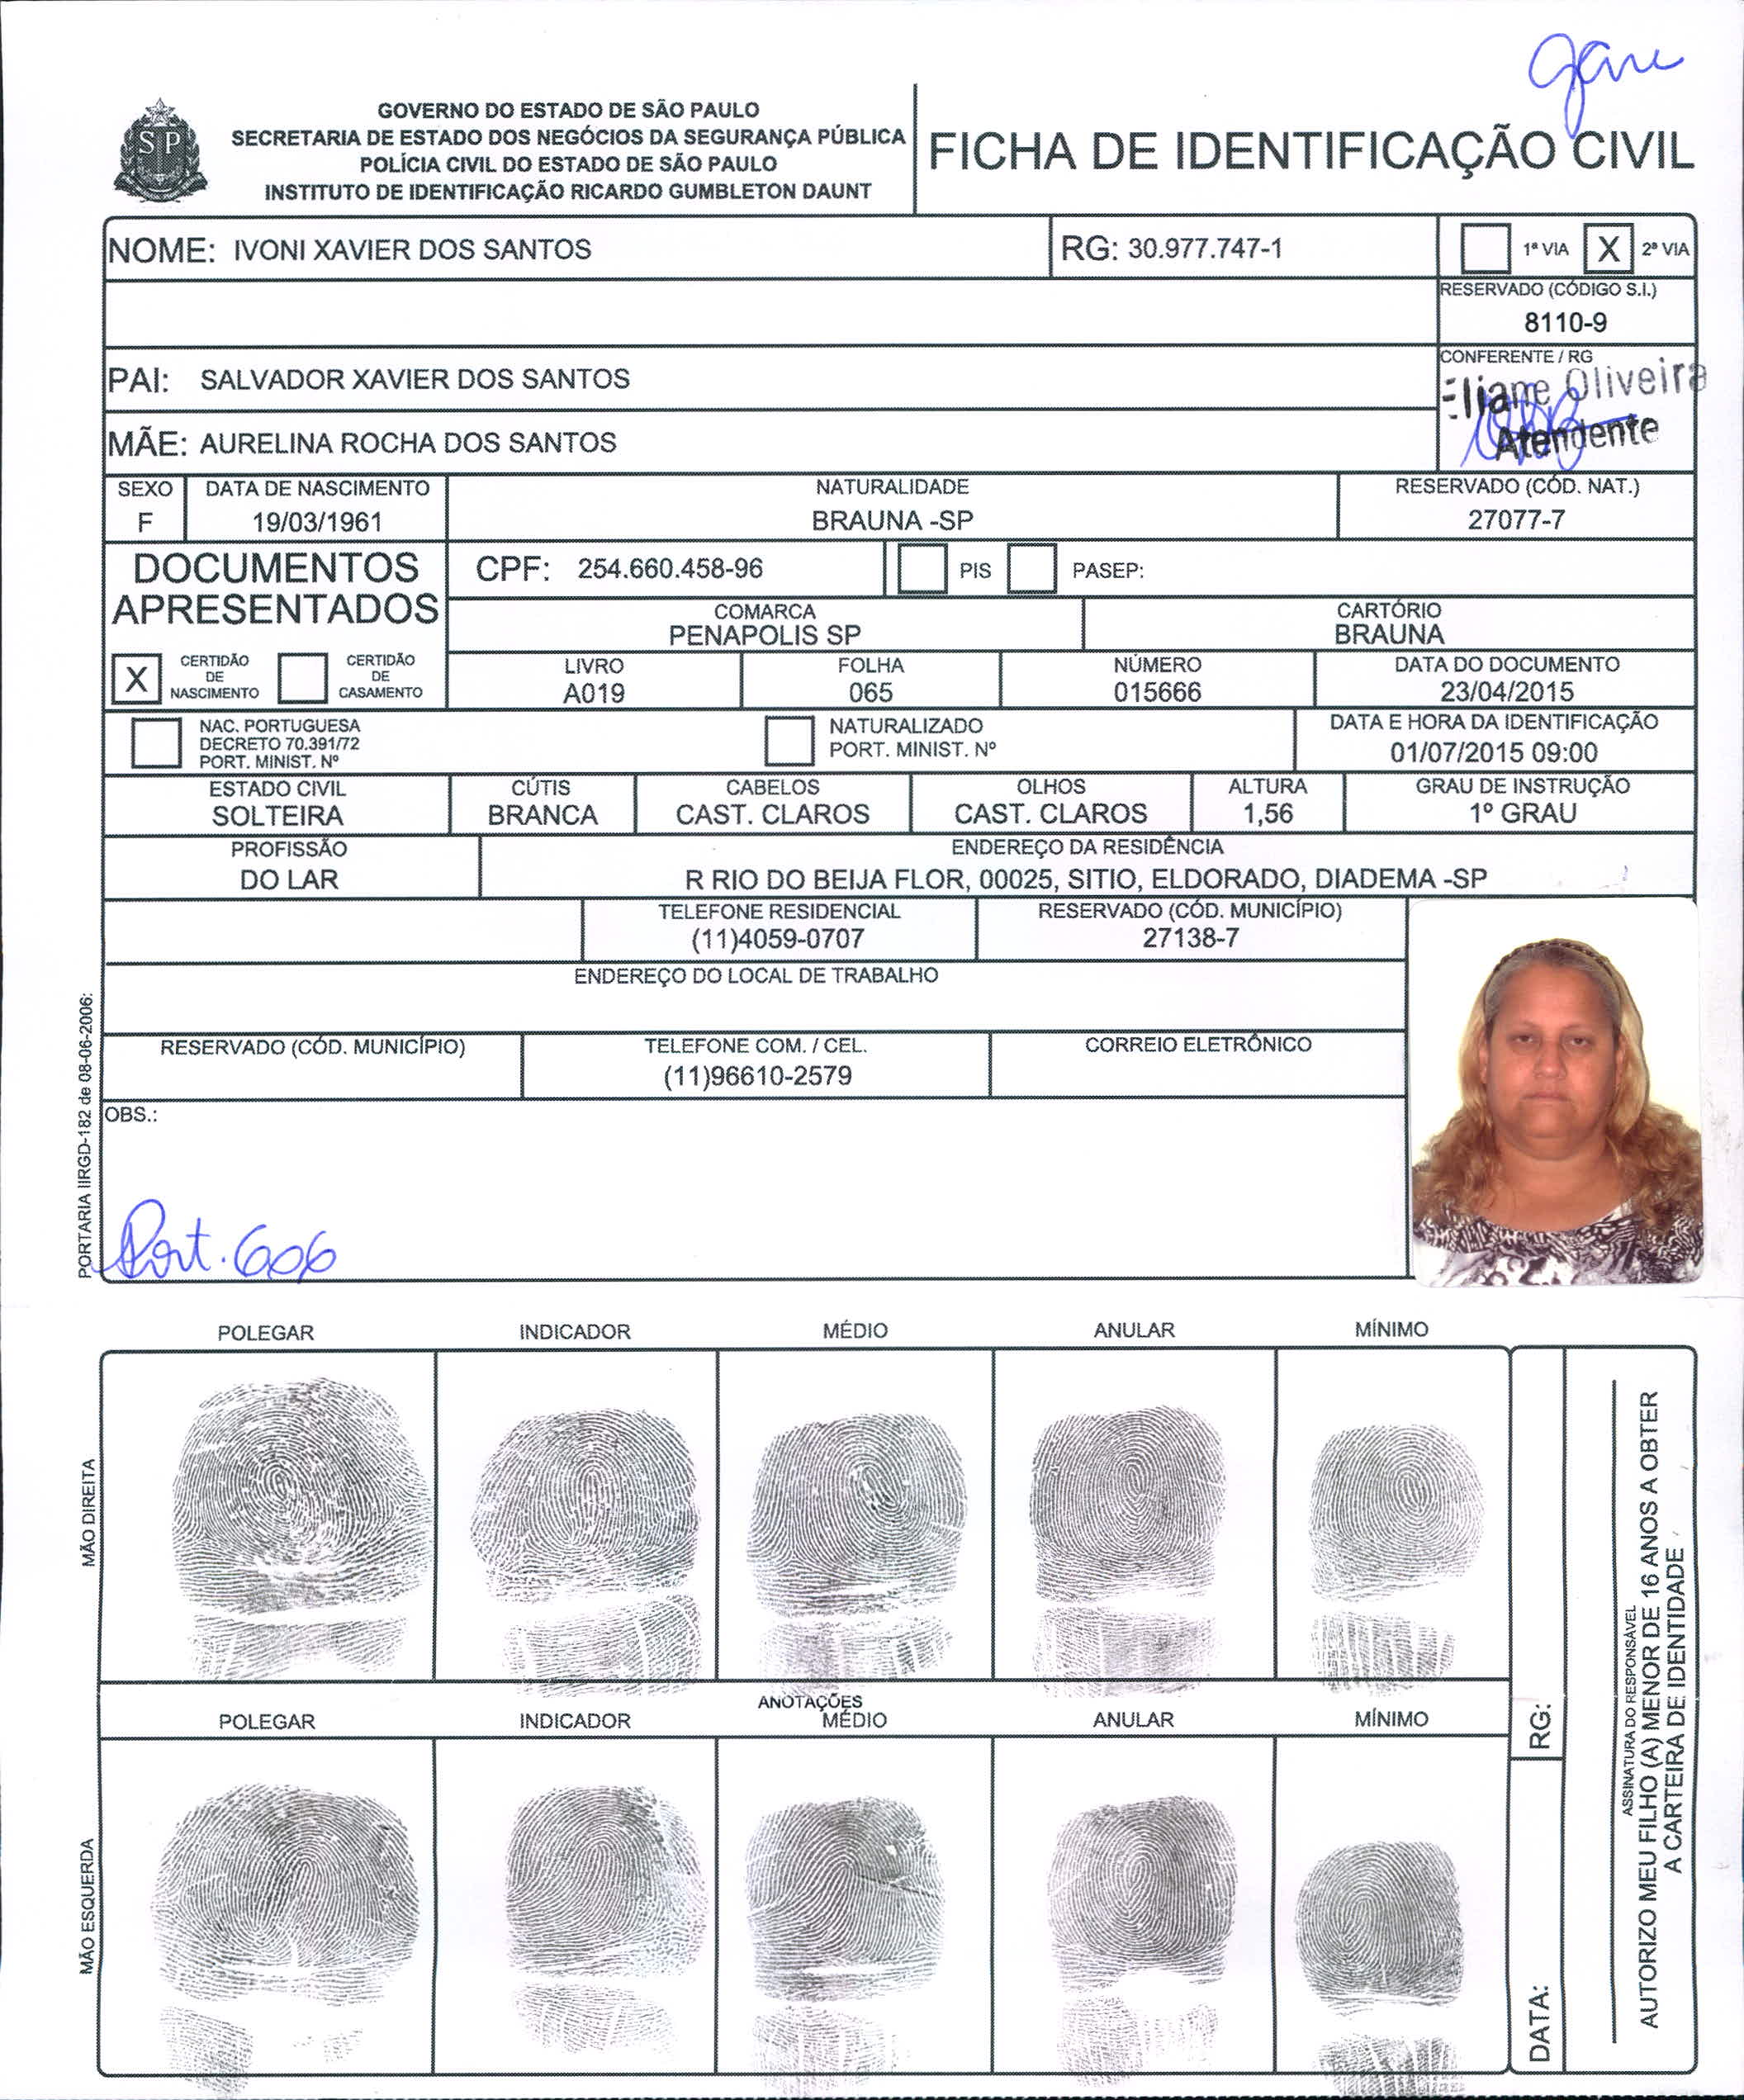 Jane
GOVERNO DO ESTADO DE SÃO PAULO
SECRETARIA DE ESTADO DOS NEGÓCIOS DA SEGURANÇA PÚBLICA
POLÍCIA CIVIL DO ESTADO DE SÃO PAULO
INSTITUTO DE IDENTIFICAÇÃO RICARDO GUMBLETON DAUNT
SP
FICHA DE IDENTIFICAÇÃO CIVIL
NOME: IVONI XAVIER DOS SANTOS
RG: 30.977.747-1
1ª VIA X 2ª VIA
RESERVADO (CÓDIGO S.I.)
8110-9
PAI: SALVADOR XAVIER DOS SANTOS
CONFERENTE / RG
Eliane Oliveira
Atendente
MÃE: AURELINA ROCHA DOS SANTOS
SEXO
F
DATA DE NASCIMENTO
19/03/1961
NATURALIDADE
BRAUNA -SP
RESERVADO (CÓD. NAT.)
27077-7
DOCUMENTOS
APRESENTADOS
CPF: 254.660.458-96
PIS
PASEP:
COMARCA
PENAPOLIS SP
CARTÓRIO
BRAUNA
X CERTIDÃO
DE
NASCIMENTO
CERTIDÃO
DE
CASAMENTO
LIVRO
A019
FOLHA
065
NÚMERO
015666
DATA DO DOCUMENTO
23/04/2015
NAC. PORTUGUESA
DECRETO 70.391/72
PORT. MINIST. Nº
NATURALIZADO
PORT. MINIST. Nº
DATA E HORA DA IDENTIFICAÇÃO
01/07/2015 09:00
ESTADO CIVIL
SOLTEIRA
CÚTIS
BRANCA
CABELOS
CAST. CLAROS
OLHOS
CAST. CLAROS
ALTURA
1,56
GRAU DE INSTRUÇÃO
1º GRAU
PROFISSÃO
DO LAR
ENDEREÇO DA RESIDÊNCIA
R RIO DO BEIJA FLOR, 00025, SITIO, ELDORADO, DIADEMA -SP
TELEFONE RESIDENCIAL
(11)4059-0707
RESERVADO (CÓD. MUNICÍPIO)
27138-7
ENDEREÇO DO LOCAL DE TRABALHO
RESERVADO (CÓD. MUNICÍPIO)
TELEFONE COM. / CEL.
(11)96610-2579
CORREIO ELETRÔNICO
OBS.:
Port. 606
PORTARIA IIRGD-182 de 08-06-2006:
POLEGAR INDICADOR MÉDIO ANULAR MÍNIMO
MÃO DIREITA
ANOTAÇÕES
POLEGAR INDICADOR MÉDIO ANULAR MÍNIMO
MÃO ESQUERDA
RG:
DATA:
ASSINATURA DO RESPONSÁVEL
AUTORIZO MEU FILHO (A) MENOR DE 16 ANOS A OBTER
A CARTEIRA DE IDENTIDADE